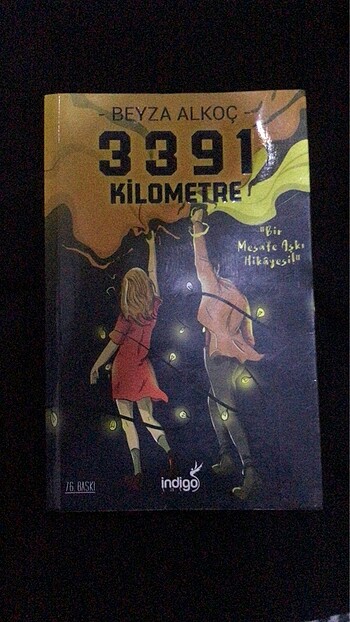 - BEYZA ALKOÇ -
3391
KİLOMETRE
"Bir
Mesafe Aşkı
Hikâyesi!"
76. BASKI
indigo